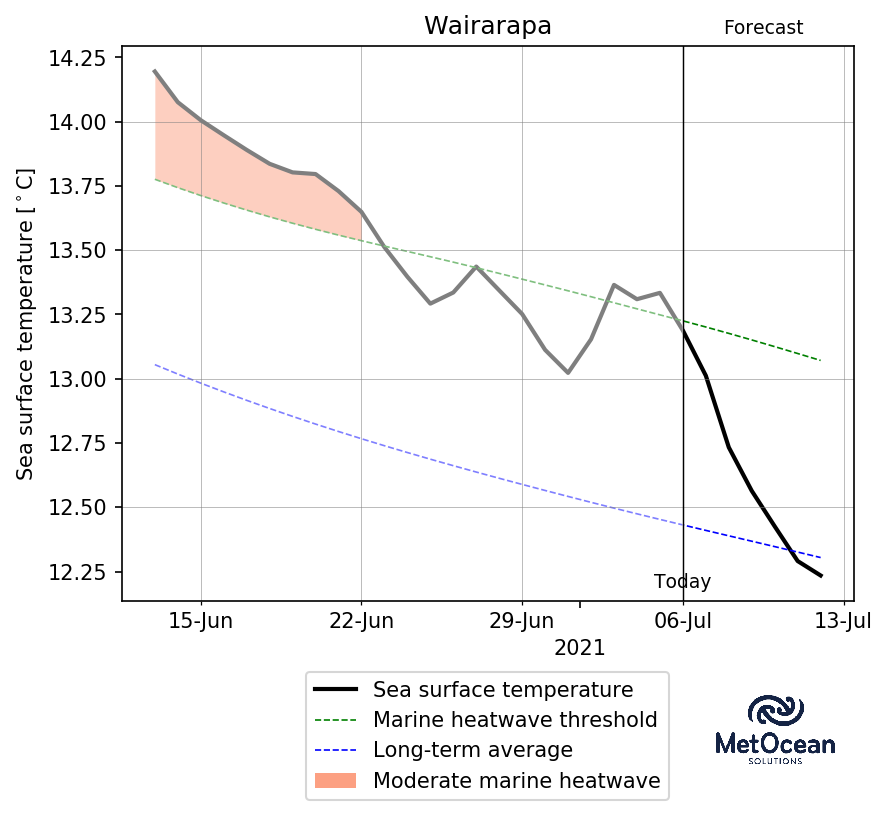 Wairarapa
Forecast
Sea surface temperature [°C]
14.25
14.00
13.75
13.50
13.25
13.00
12.75
12.50
12.25
Today
15-Jun 22-Jun 29-Jun 06-Jul 13-Jul
2021
Sea surface temperature
Marine heatwave threshold
Long-term average
Moderate marine heatwave
MetOcean
SOLUTIONS